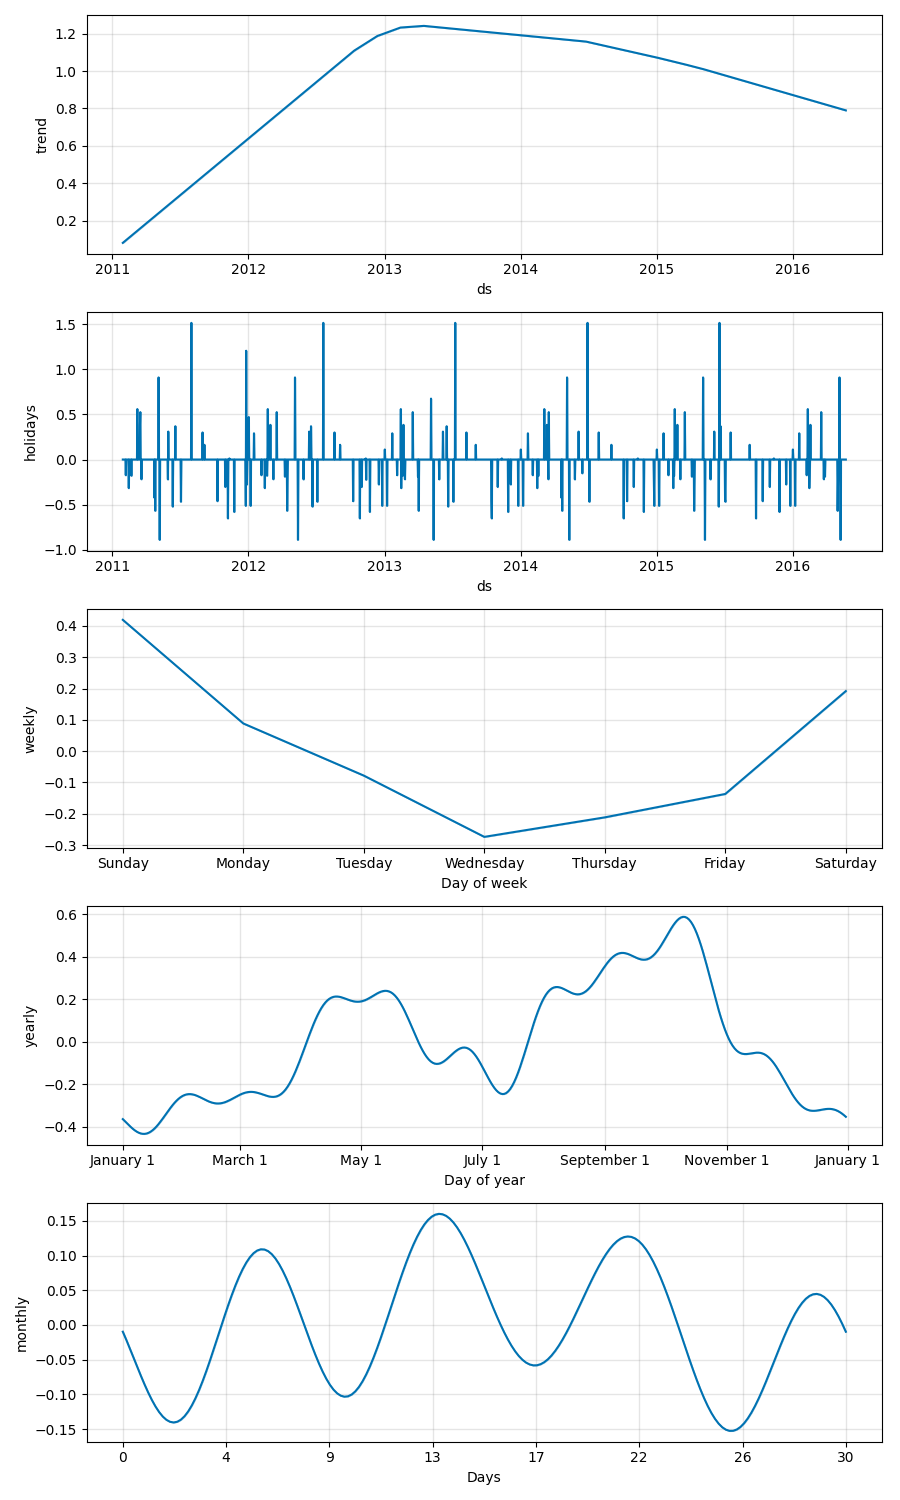 1.2
1.0
0.8
0.6
0.4
0.2
trend
2011 2012 2013 2014 2015 2016
ds
1.5
1.0
0.5
0.0
−0.5
−1.0
holidays
2011 2012 2013 2014 2015 2016
ds
0.4
0.3
0.2
0.1
0.0
−0.1
−0.2
−0.3
weekly
Sunday Monday Tuesday Wednesday Thursday Friday Saturday
Day of week
0.6
0.4
0.2
0.0
−0.2
−0.4
yearly
January 1 March 1 May 1 July 1 September 1 November 1 January 1
Day of year
0.15
0.10
0.05
0.00
−0.05
−0.10
−0.15
monthly
0 4 9 13 17 22 26 30
Days